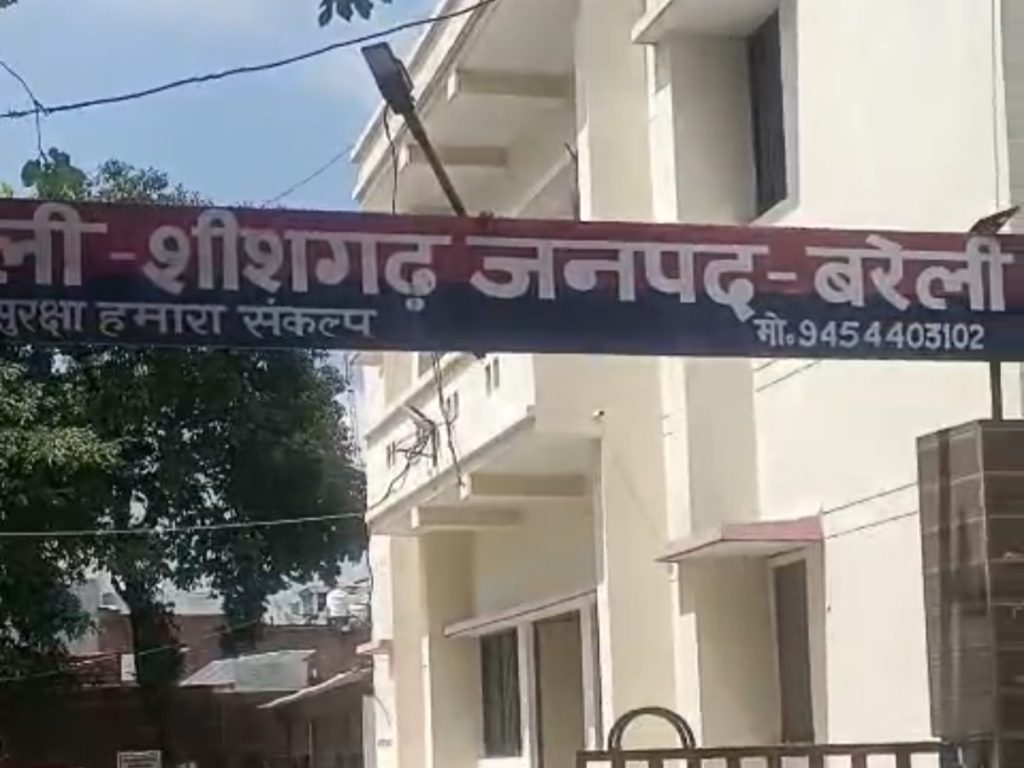 ली - शीशगढ़ जनपद - बरेली
सुरक्षा हमारा संकल्प
मो॰ 9454403102